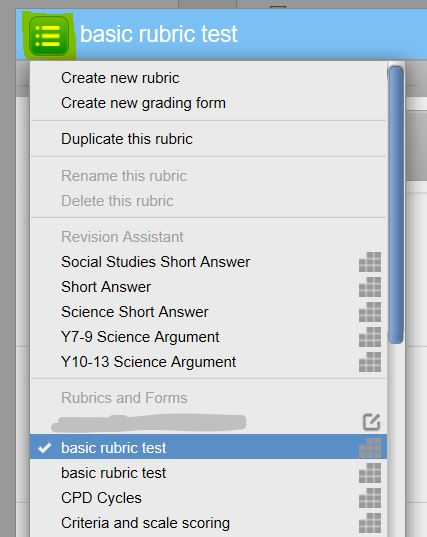 basic rubric test
Create new rubric
Create new grading form
Duplicate this rubric
Rename this rubric
Delete this rubric
Revision Assistant
Social Studies Short Answer
Short Answer
Science Short Answer
Y7-9 Science Argument
Y10-13 Science Argument
Rubrics and Forms
basic rubric test
basic rubric test
CPD Cycles
Criteria and scale scoring